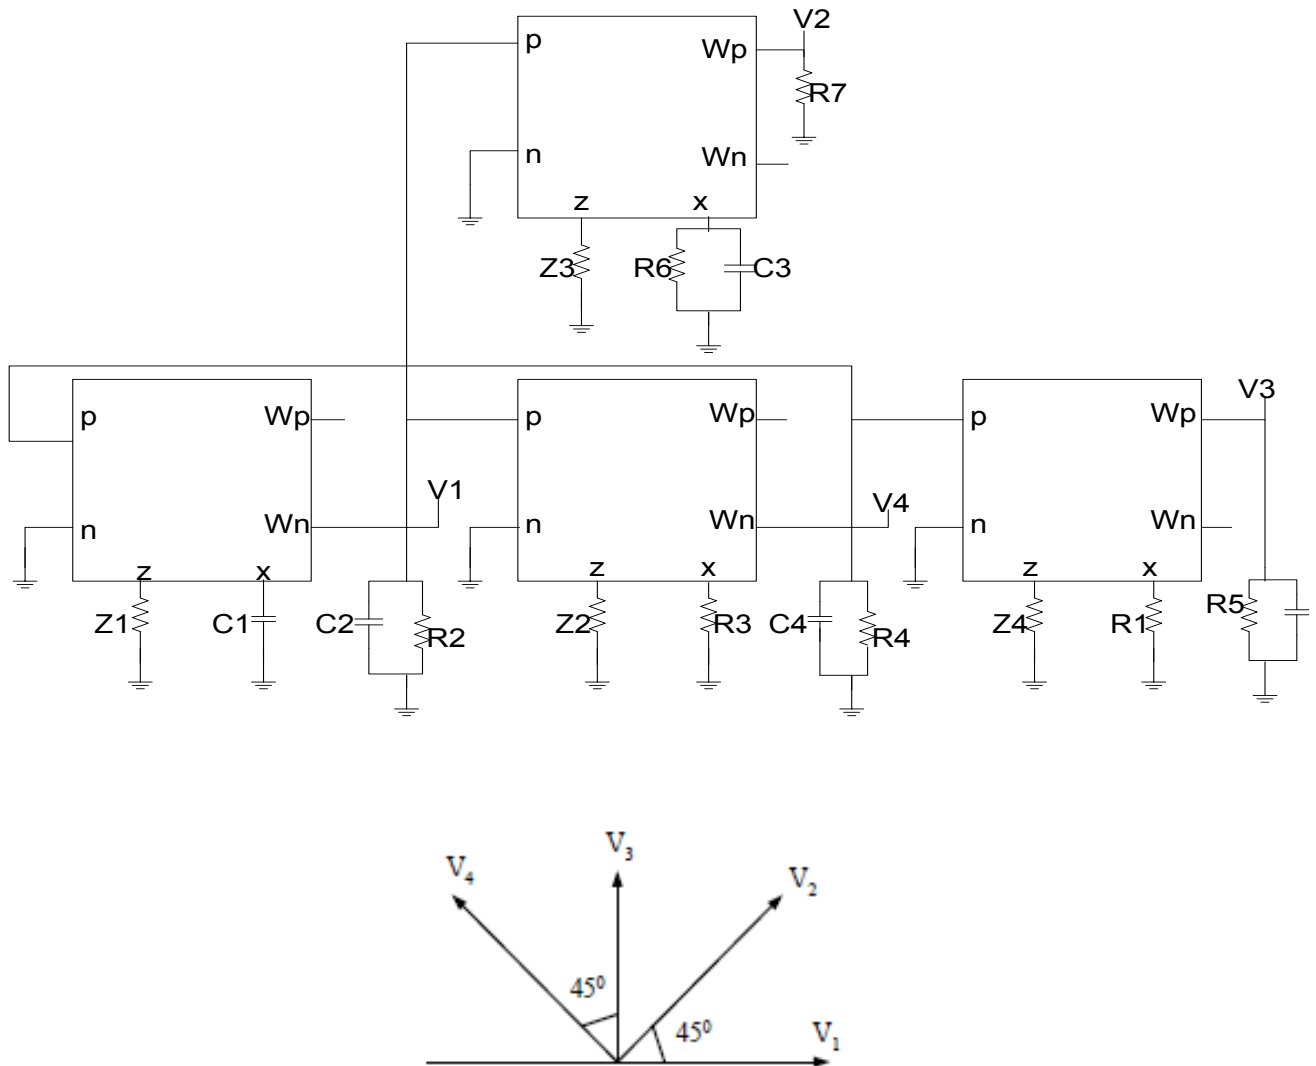 V2
p
Wp
R7
n
Wn
z
x
Z3
R6
C3
p
Wp
p
Wp
p
Wp
V3
V1
V4
n
Wn
n
Wn
n
Wn
z
x
z
x
z
x
Z1
C1
C2
R2
Z2
R3
C4
R4
Z4
R1
R5
V₃
V₄
V₂
45⁰
45⁰
V₁